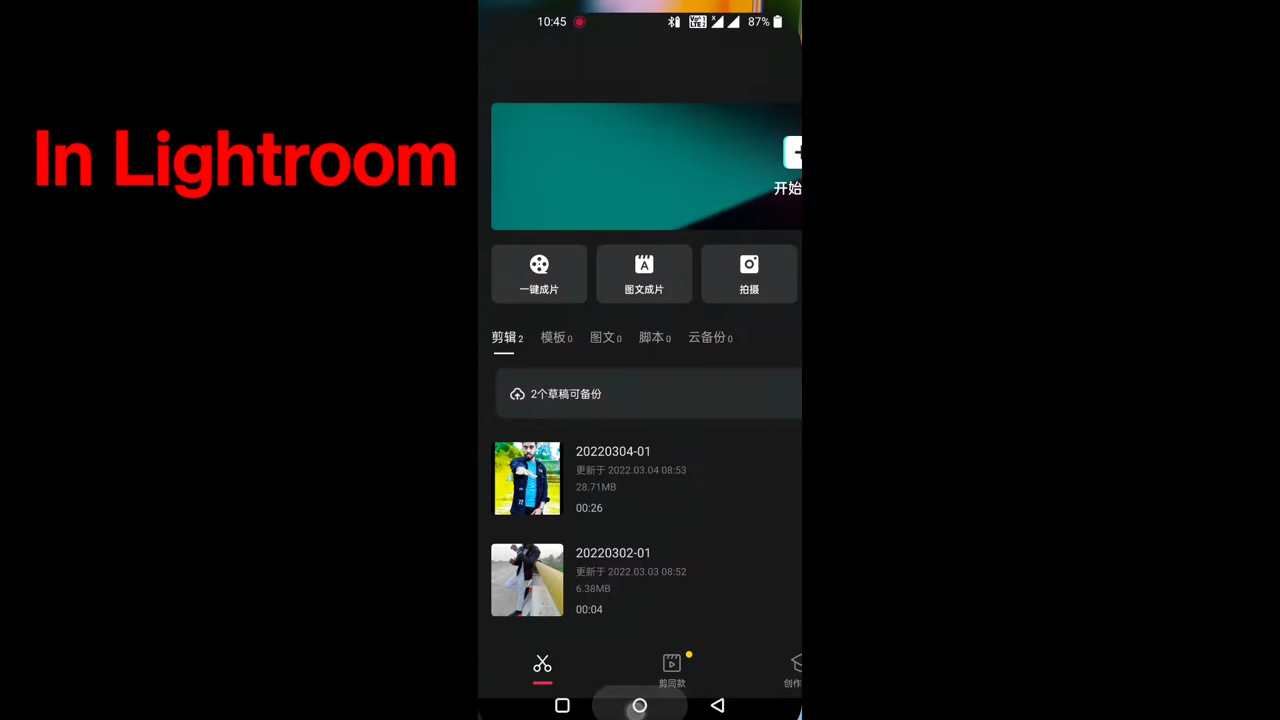 10:45
87%
In Lightroom
开始
一键成片
图文成片
拍摄
剪辑2 模板0 图文0 脚本0 云备份0
2个草稿可备份
20220304-01
更新于 2022.03.04 08:53
28.71MB
00:26
20220302-01
更新于 2022.03.03 08:52
6.38MB
00:04
剪同款
创作